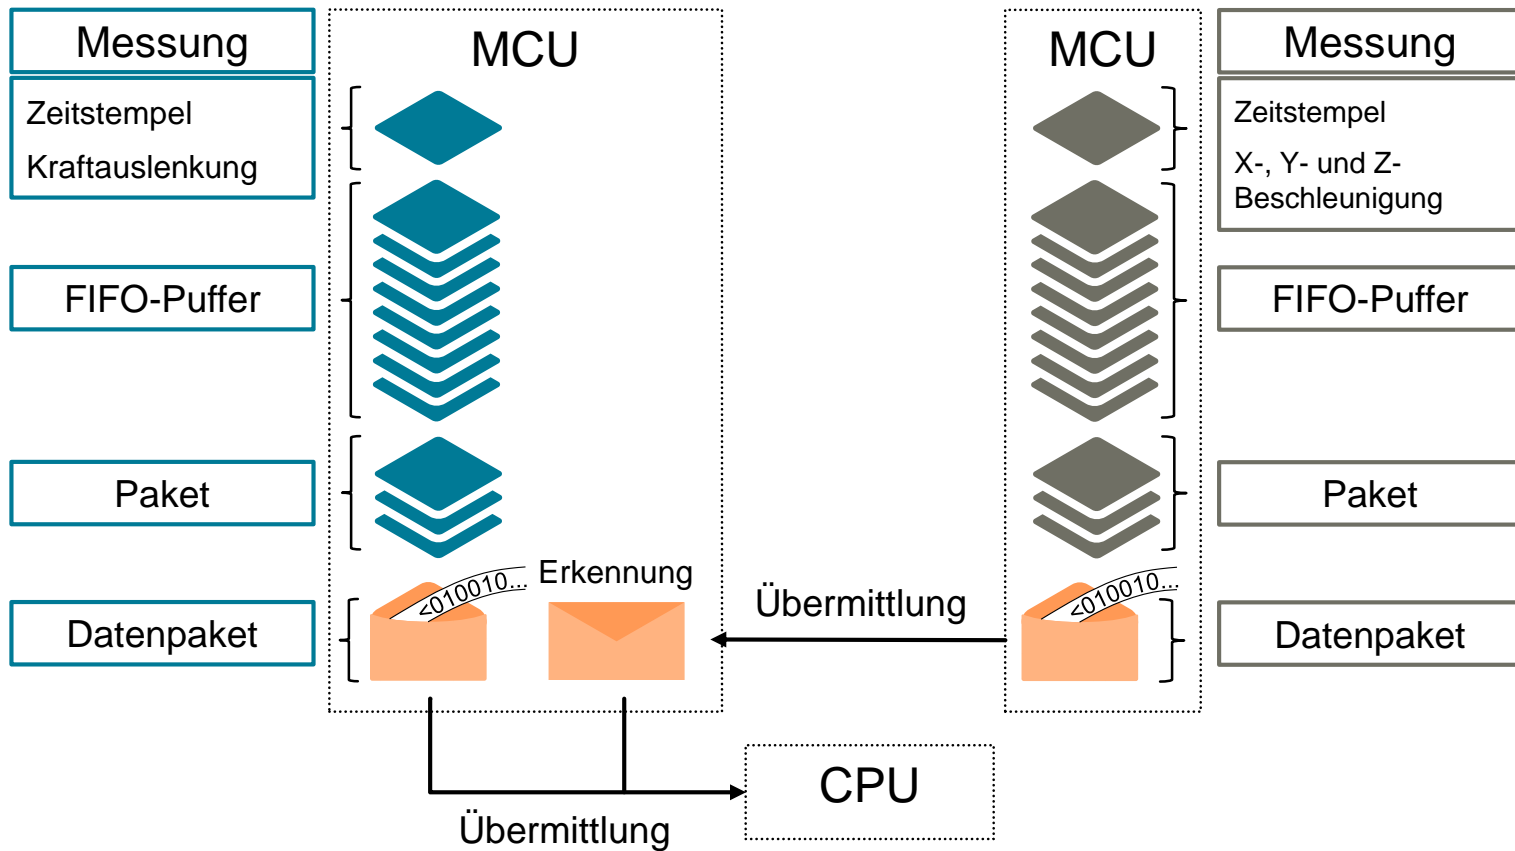 Messung
MCU
MCU
Messung
Zeitstempel
Kraftauslenkung
Zeitstempel
X-, Y- und Z-
Beschleunigung
FIFO-Puffer
FIFO-Puffer
Paket
Paket
<010010...
Erkennung
Übermittlung
<010010...
Datenpaket
Datenpaket
CPU
Übermittlung